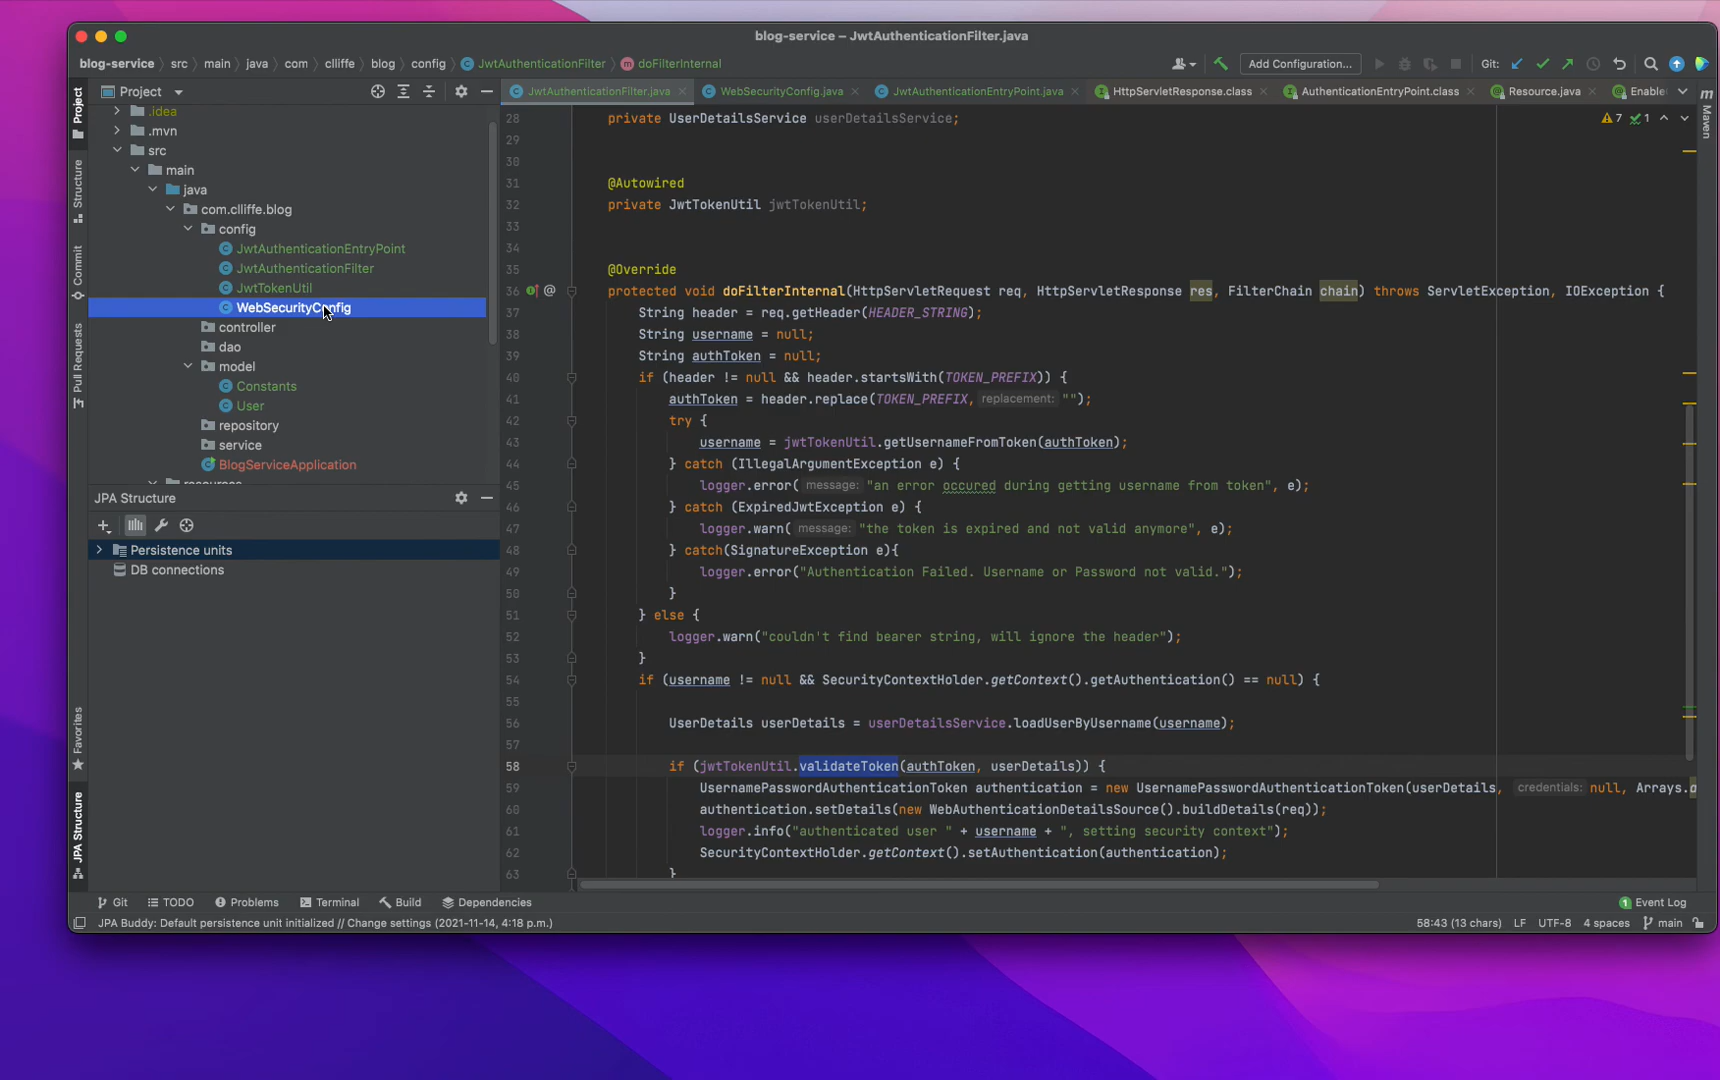 blog-service – JwtAuthenticationFilter.java
blog-service 〉 src 〉 main 〉 java 〉 com 〉 clliffe 〉 blog 〉 config 〉 JwtAuthenticationFilter 〉 doFilterInternal
Add Configuration...
Git:
Project
JwtAuthenticationFilter.java
WebSecurityConfig.java
JwtAuthenticationEntryPoint.java
HttpServletResponse.class
AuthenticationEntryPoint.class
Resource.java
Enable
Project
Structure
Commit
Pull Requests
Favorites
JPA Structure
Maven
.idea
.mvn
src
main
java
com.clliffe.blog
config
JwtAuthenticationEntryPoint
JwtAuthenticationFilter
JwtTokenUtil
WebSecurityConfig
controller
dao
model
Constants
User
repository
service
BlogServiceApplication
JPA Structure
Persistence units
DB connections
7 1
28 private UserDetailsService userDetailsService;
29
30
31 @Autowired
32 private JwtTokenUtil jwtTokenUtil;
33
34
35 @Override
36 @ protected void doFilterInternal(HttpServletRequest req, HttpServletResponse res, FilterChain chain) throws ServletException, IOException {
37 String header = req.getHeader(HEADER_STRING);
38 String username = null;
39 String authToken = null;
40 if (header != null && header.startsWith(TOKEN_PREFIX)) {
41 authToken = header.replace(TOKEN_PREFIX, replacement: "");
42 try {
43 username = jwtTokenUtil.getUsernameFromToken(authToken);
44 } catch (IllegalArgumentException e) {
45 logger.error( message: "an error occured during getting username from token", e);
46 } catch (ExpiredJwtException e) {
47 logger.warn( message: "the token is expired and not valid anymore", e);
48 } catch(SignatureException e){
49 logger.error("Authentication Failed. Username or Password not valid.");
50 }
51 } else {
52 logger.warn("couldn't find bearer string, will ignore the header");
53 }
54 if (username != null && SecurityContextHolder.getContext().getAuthentication() == null) {
55
56 UserDetails userDetails = userDetailsService.loadUserByUsername(username);
57
58 if (jwtTokenUtil.validateToken(authToken, userDetails)) {
59 UsernamePasswordAuthenticationToken authentication = new UsernamePasswordAuthenticationToken(userDetails, credentials: null, Arrays.
60 authentication.setDetails(new WebAuthenticationDetailsSource().buildDetails(req));
61 logger.info("authenticated user " + username + ", setting security context");
62 SecurityContextHolder.getContext().setAuthentication(authentication);
63 }
Git TODO Problems Terminal Build Dependencies 1 Event Log
JPA Buddy: Default persistence unit initialized // Change settings (2021-11-14, 4:18 p.m.) 58:43 (13 chars) LF UTF-8 4 spaces main